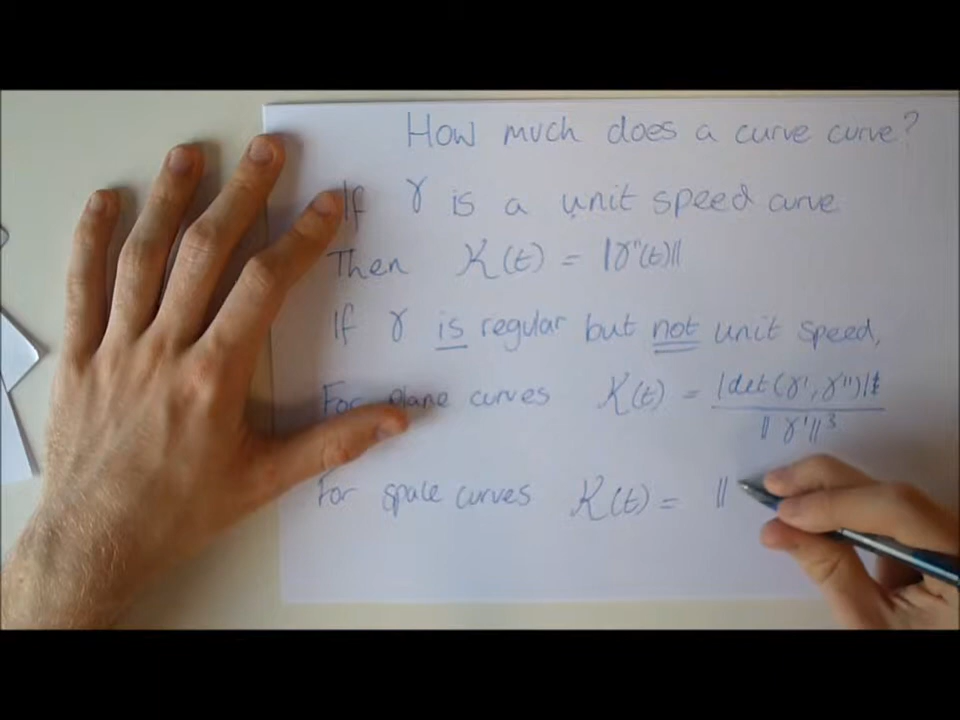 How much does a curve curve?
If γ is a unit speed curve
Then K(t) = ‖γ''(t)‖
If γ is regular but not unit speed,
For plane curves K(t) = |det(γ', γ'')| / ‖γ'‖³
For space curves K(t) = ‖